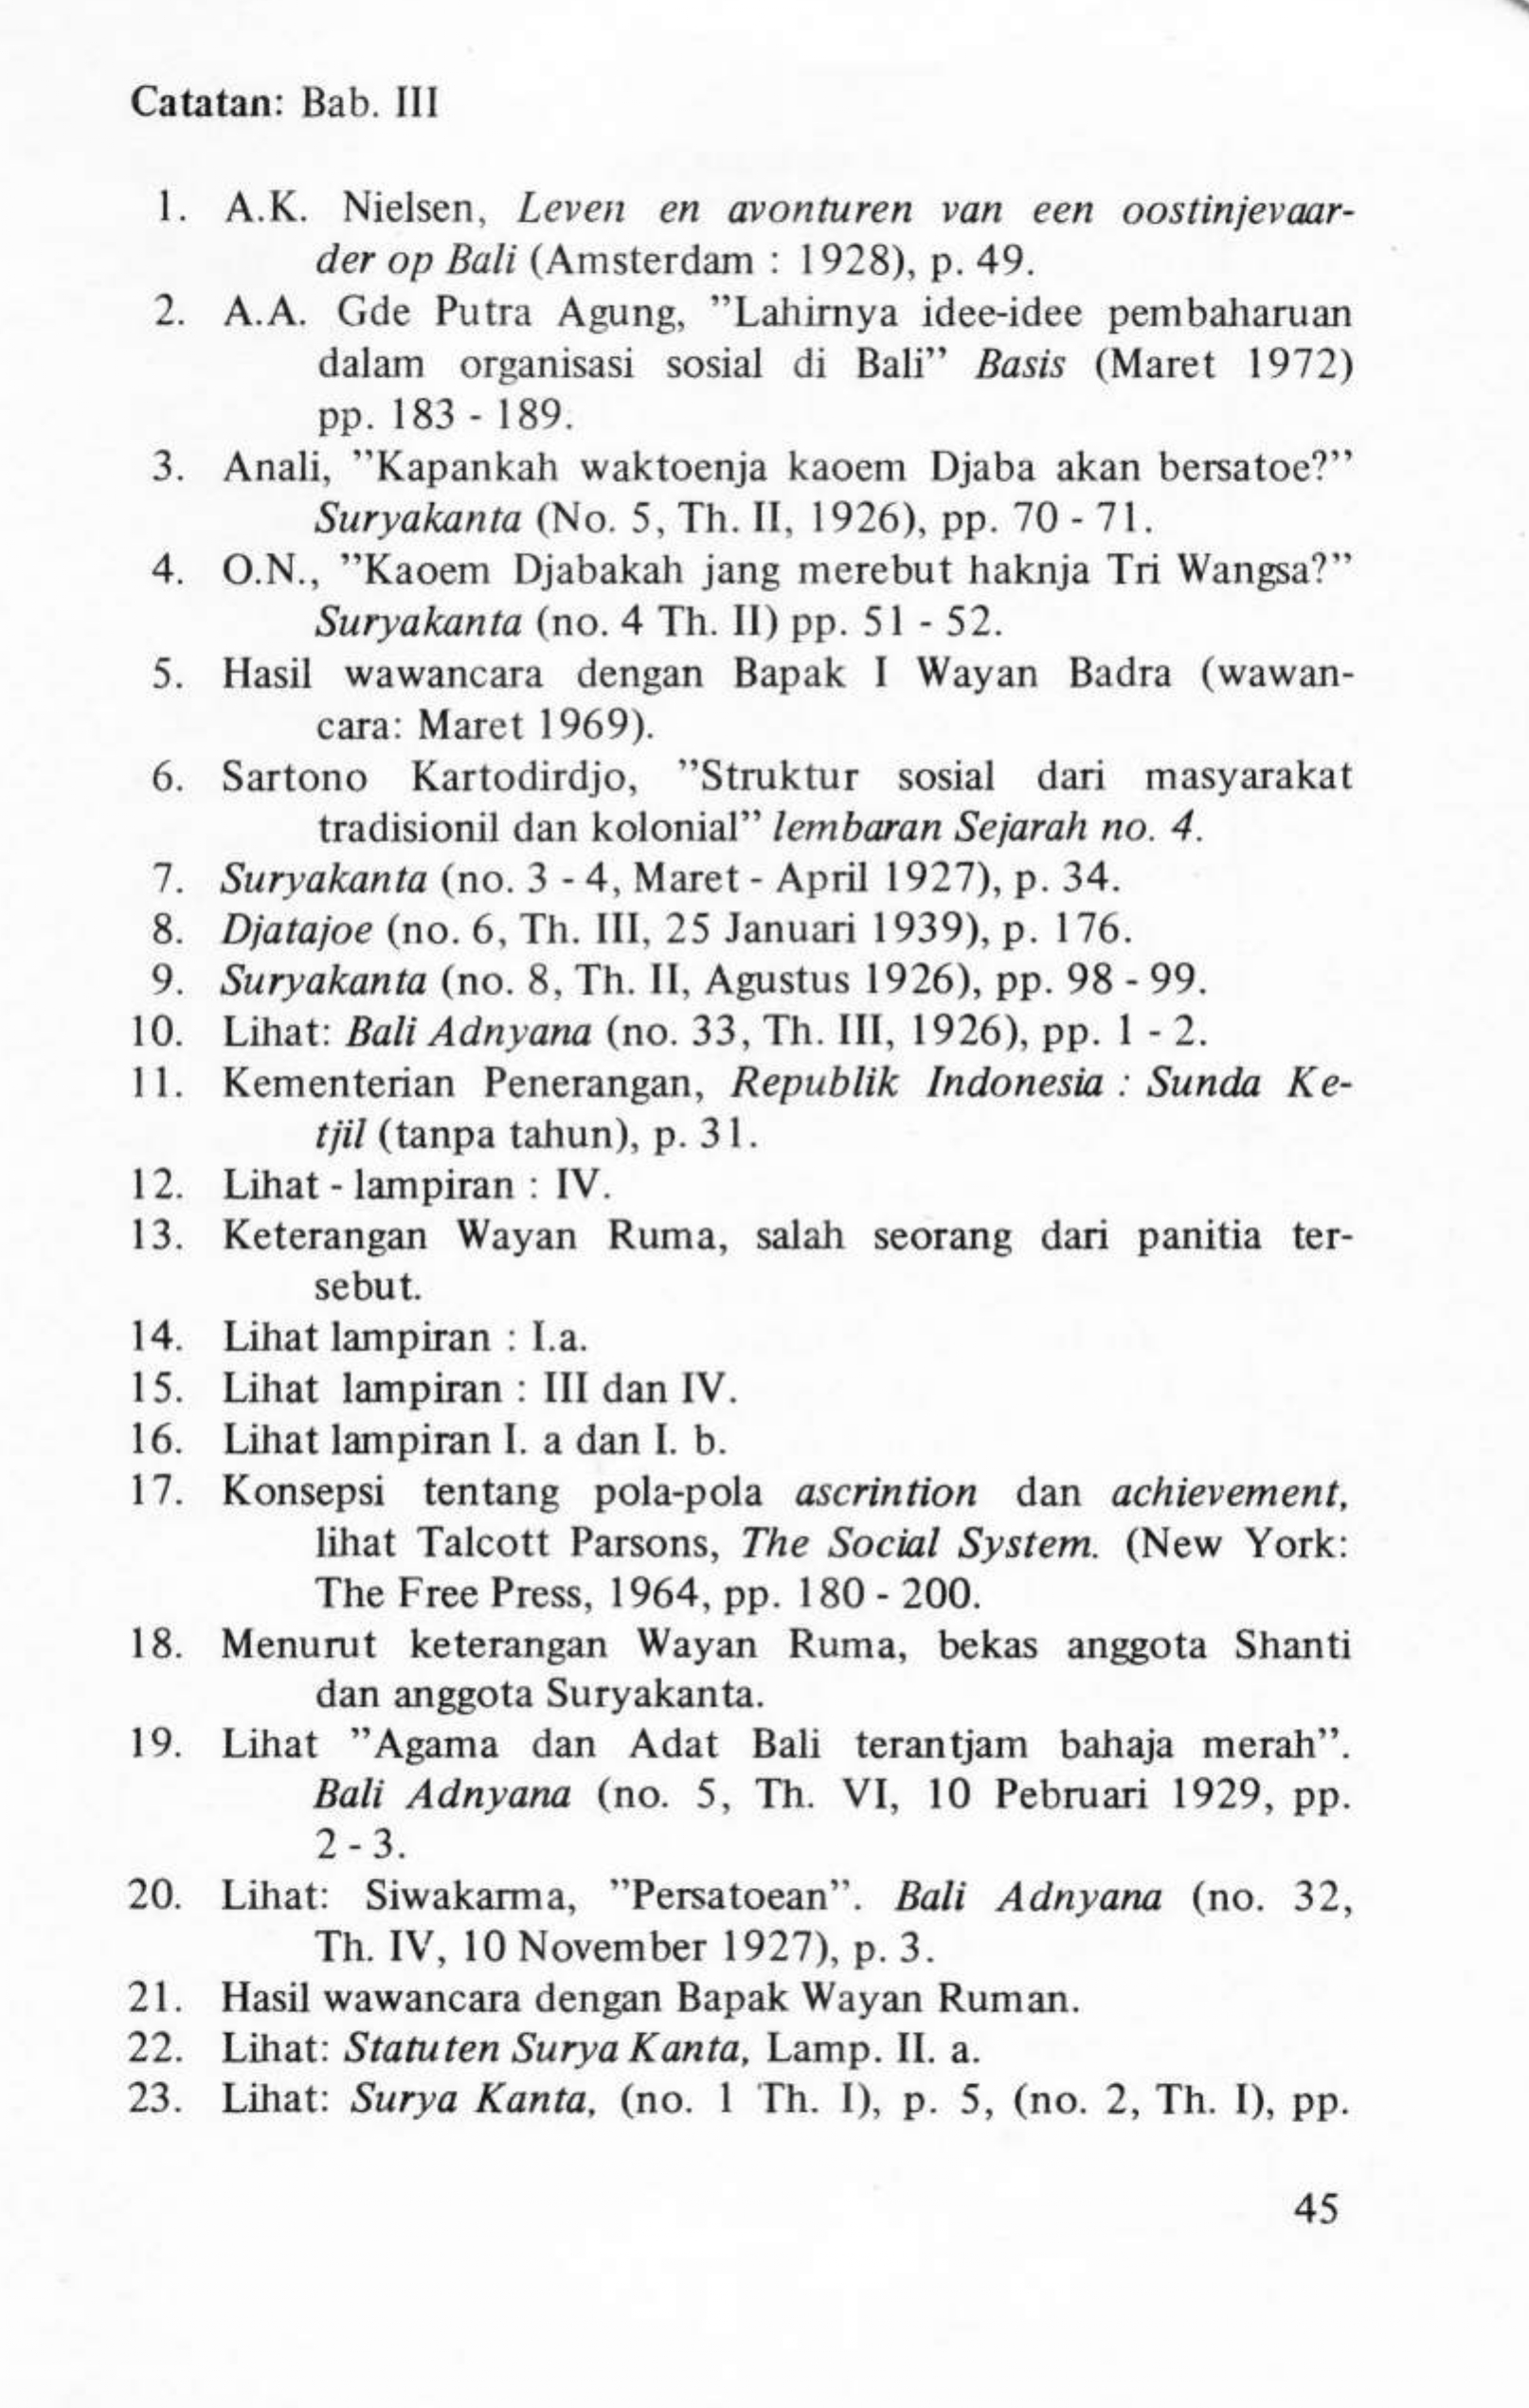 Catatan: Bab. III
1. A.K. Nielsen, Leven en avonturen van een oostinjevaar-
der op Bali (Amsterdam : 1928), p. 49.
2. A.A. Gde Putra Agung, ”Lahirnya idee-idee pembaharuan
dalam organisasi sosial di Bali” Basis (Maret 1972)
pp. 183 - 189.
3. Anali, ”Kapankah waktoenja kaoem Djaba akan bersatoe?”
Suryakanta (No. 5, Th. II, 1926), pp. 70 - 71.
4. O.N., ”Kaoem Djabakah jang merebut haknja Tri Wangsa?”
Suryakanta (no. 4 Th. II) pp. 51 - 52.
5. Hasil wawancara dengan Bapak I Wayan Badra (wawan-
cara: Maret 1969).
6. Sartono Kartodirdjo, ”Struktur sosial dari masyarakat
tradisionil dan kolonial” lembaran Sejarah no. 4.
7. Suryakanta (no. 3 - 4, Maret - April 1927), p. 34.
8. Djatajoe (no. 6, Th. III, 25 Januari 1939), p. 176.
9. Suryakanta (no. 8, Th. II, Agustus 1926), pp. 98 - 99.
10. Lihat: Bali Adnyana (no. 33, Th. III, 1926), pp. 1 - 2.
11. Kementerian Penerangan, Republik Indonesia : Sunda Ke-
tjil (tanpa tahun), p. 31.
12. Lihat - lampiran : IV.
13. Keterangan Wayan Ruma, salah seorang dari panitia ter-
sebut.
14. Lihat lampiran : I.a.
15. Lihat lampiran : III dan IV.
16. Lihat lampiran I. a dan I. b.
17. Konsepsi tentang pola-pola ascrintion dan achievement,
lihat Talcott Parsons, The Social System. (New York:
The Free Press, 1964, pp. 180 - 200.
18. Menurut keterangan Wayan Ruma, bekas anggota Shanti
dan anggota Suryakanta.
19. Lihat ”Agama dan Adat Bali terantjam bahaja merah”.
Bali Adnyana (no. 5, Th. VI, 10 Pebruari 1929, pp.
2 - 3.
20. Lihat: Siwakarma, ”Persatoean”. Bali Adnyana (no. 32,
Th. IV, 10 November 1927), p. 3.
21. Hasil wawancara dengan Bapak Wayan Ruman.
22. Lihat: Statuten Surya Kanta, Lamp. II. a.
23. Lihat: Surya Kanta, (no. 1 Th. I), p. 5, (no. 2, Th. I), pp.
45